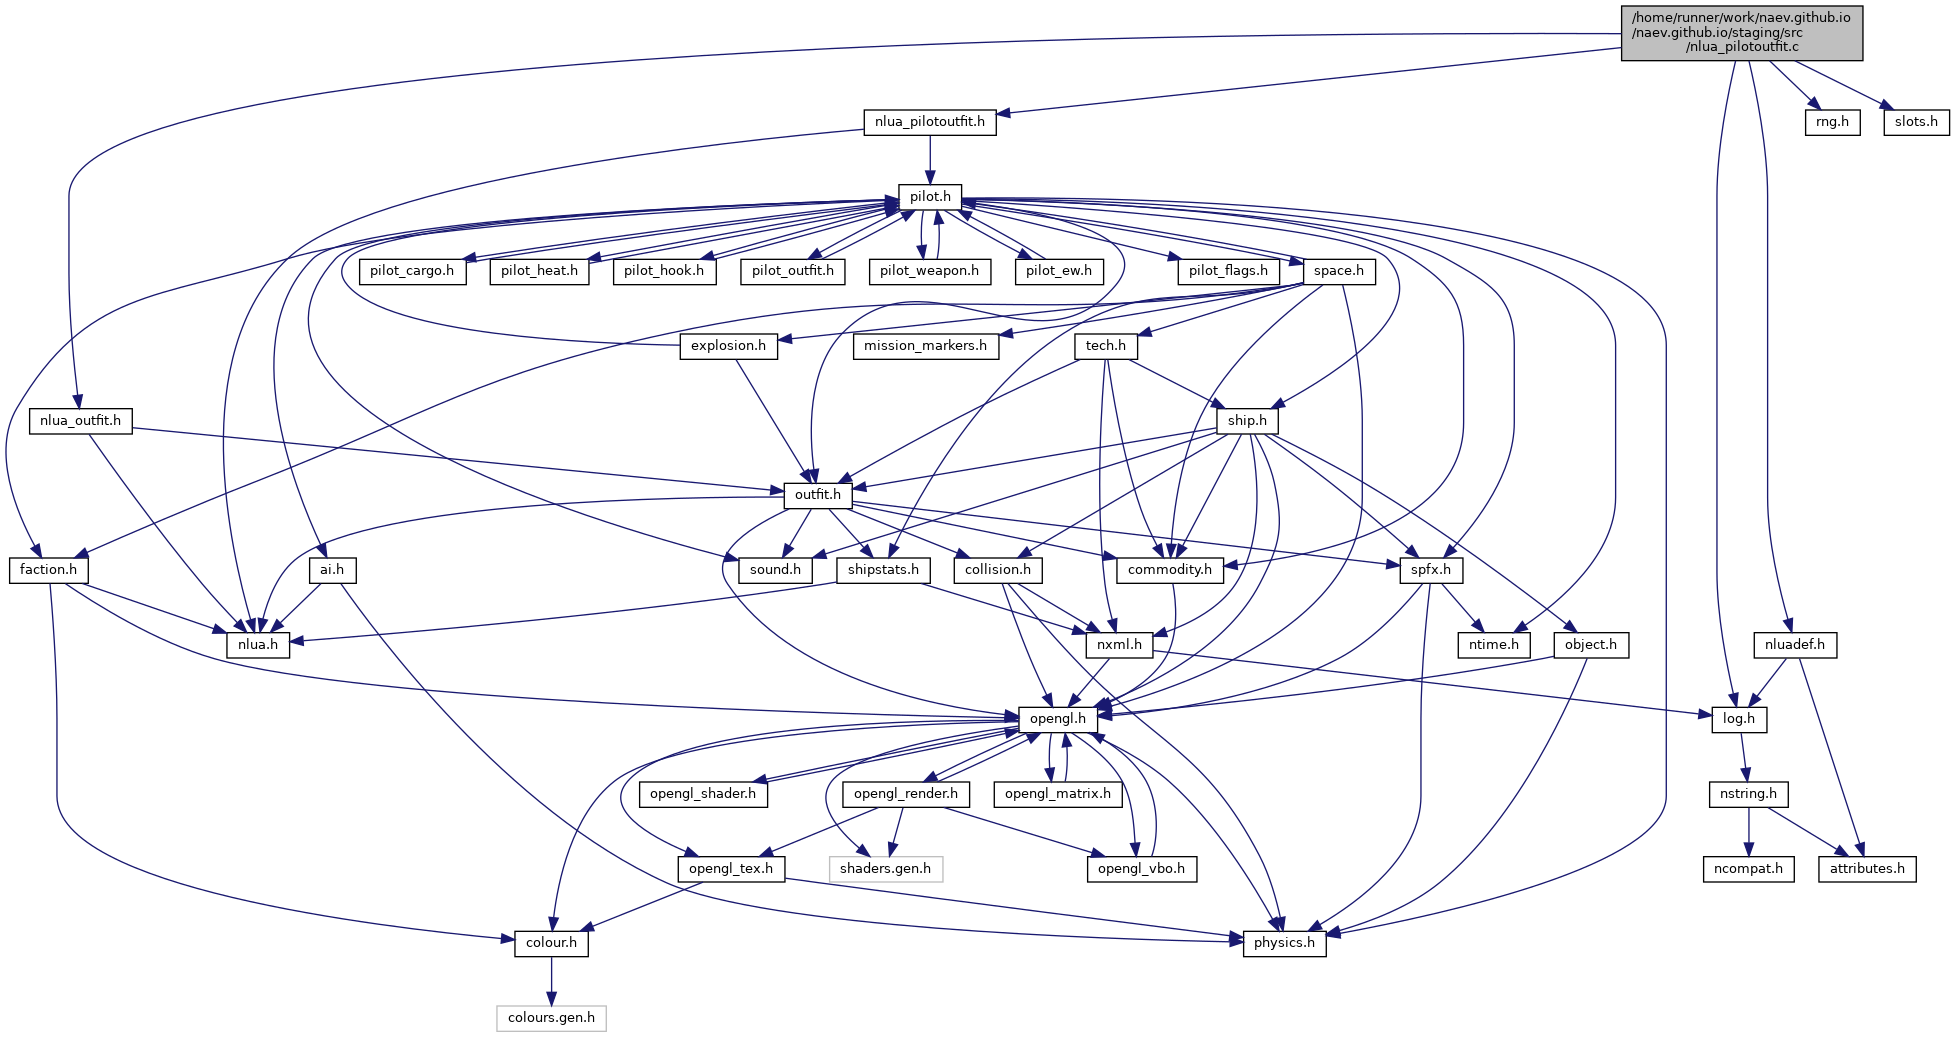 /home/runner/work/naev.github.io
/naev.github.io/staging/src
/nlua_pilotoutfit.c
nlua_pilotoutfit.h
rng.h
slots.h
pilot.h
pilot_cargo.h
pilot_heat.h
pilot_hook.h
pilot_outfit.h
pilot_weapon.h
pilot_ew.h
pilot_flags.h
space.h
explosion.h
mission_markers.h
tech.h
nlua_outfit.h
ship.h
outfit.h
faction.h
ai.h
sound.h
shipstats.h
collision.h
commodity.h
spfx.h
nlua.h
nxml.h
ntime.h
object.h
nluadef.h
opengl.h
log.h
opengl_shader.h
opengl_render.h
opengl_matrix.h
nstring.h
opengl_tex.h
shaders.gen.h
opengl_vbo.h
ncompat.h
attributes.h
colour.h
physics.h
colours.gen.h